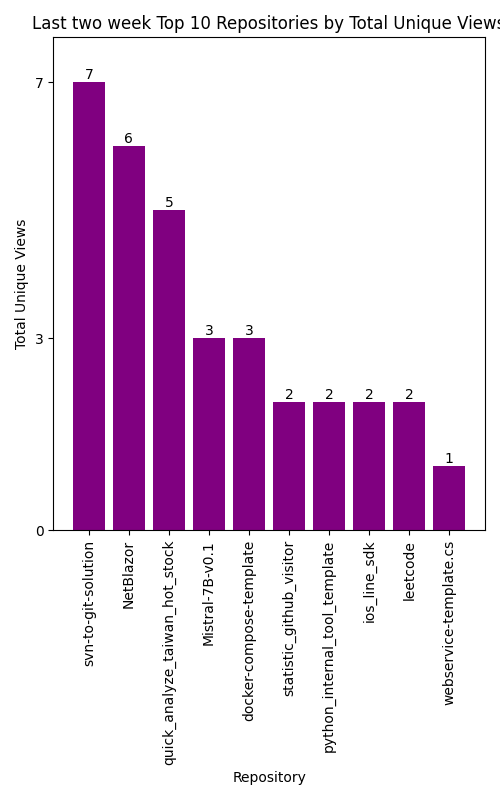 Last two week Top 10 Repositories by Total Unique Views
Total Unique Views
7
3
0
7
6
5
3
3
2
2
2
2
1
svn-to-git-solution
NetBlazor
quick_analyze_taiwan_hot_stock
Mistral-7B-v0.1
docker-compose-template
statistic_github_visitor
python_internal_tool_template
ios_line_sdk
leetcode
webservice-template.cs
Repository